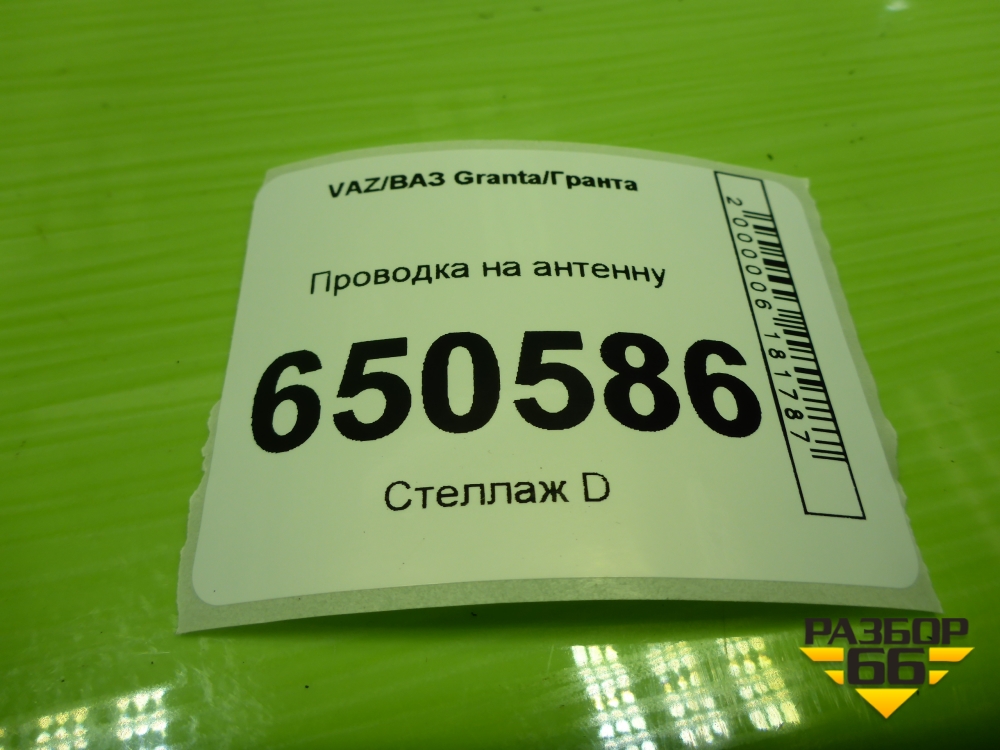 VAZ/ВАЗ Granta/Гранта
Проводка на антенну
650586
Стеллаж D
2000006181787
РАЗБОР
66